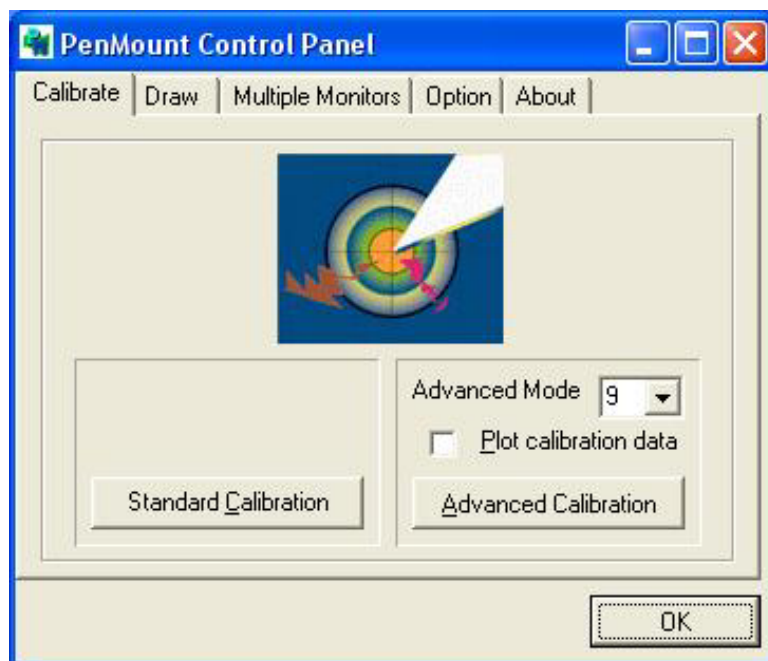 PenMount Control Panel
Calibrate Draw Multiple Monitors Option About
Advanced Mode 9
Plot calibration data
Standard Calibration Advanced Calibration
OK